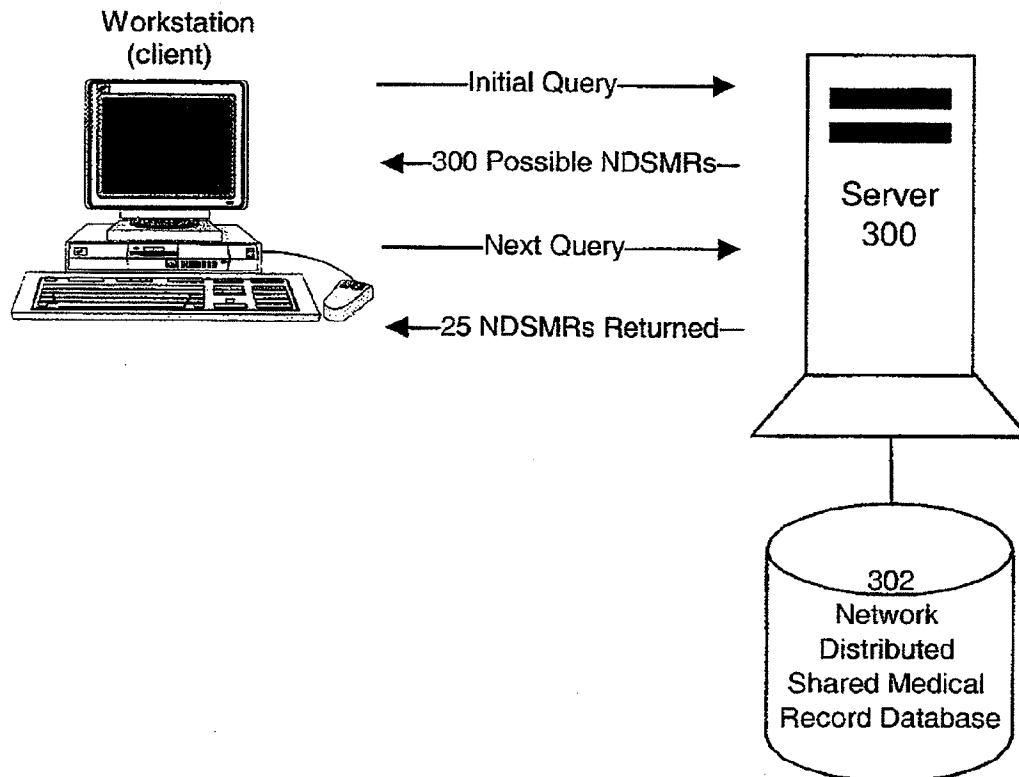 Workstation
(client)
Initial Query
300 Possible NDSMRs
Next Query
25 NDSMRs Returned
Server
300
302
Network
Distributed
Shared Medical
Record Database